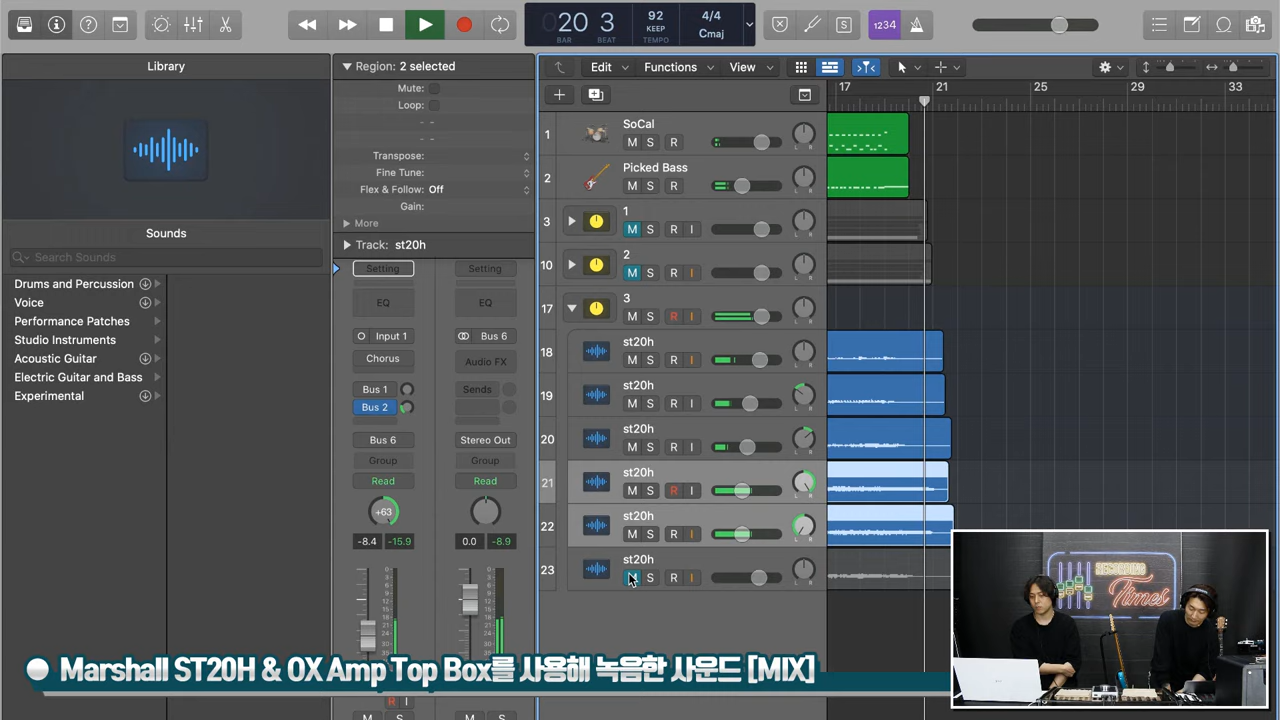 20 3
92
4/4
BAR
BEAT
KEEP
TEMPO
Cmaj
S
1234
Library
Region: 2 selected
Mute:
Loop:
Transpose:
Fine Tune:
Flex & Follow: Off
Gain:
More
Track: st20h
Edit
Functions
View
17
21
25
29
33
Sounds
Search Sounds
Drums and Percussion
Voice
Performance Patches
Studio Instruments
Acoustic Guitar
Electric Guitar and Bass
Experimental
Setting
Setting
EQ
EQ
Input 1
Bus 6
Chorus
Audio FX
Bus 1
Sends
Bus 2
Bus 6
Stereo Out
Group
Group
Read
Read
+63
-8.4
-15.9
0.0
-8.9
1
SoCal
M S R
2
Picked Bass
M S R
3
1
M S R I
10
2
M S R I
17
3
M S R I
18
st20h
M S R I
19
st20h
M S R I
20
st20h
M S R I
21
st20h
M S R I
22
st20h
M S R I
23
st20h
M S R I
RECORDING
Times
Marshall ST20H & OX Amp Top Box를 사용해 녹음한 사운드 [MIX]
R I
M
S
M
S